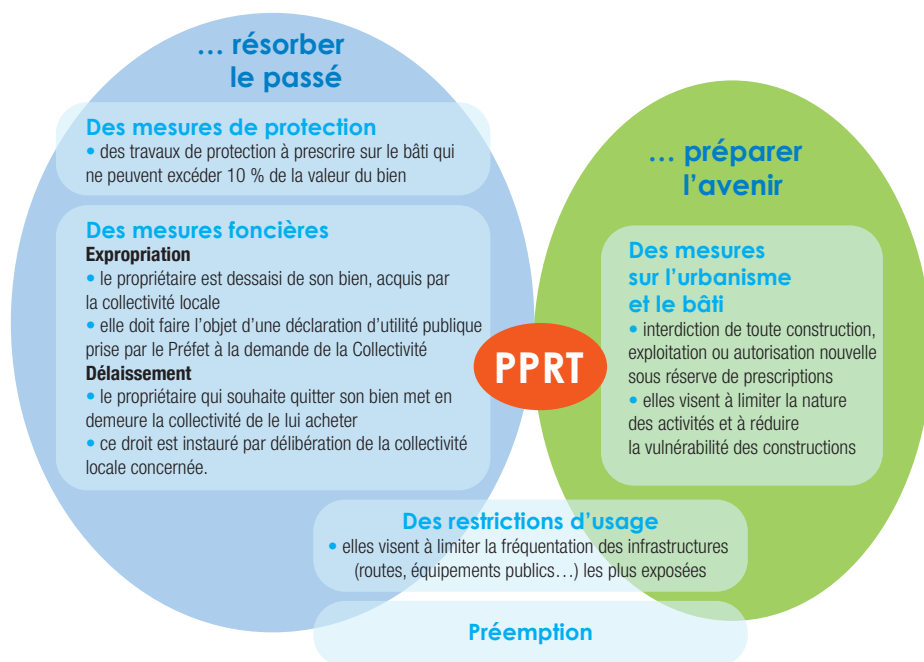 … résorber
le passé
Des mesures de protection
• des travaux de protection à prescrire sur le bâti qui
ne peuvent excéder 10 % de la valeur du bien
Des mesures foncières
Expropriation
• le propriétaire est dessaisi de son bien, acquis par
la collectivité locale
• elle doit faire l’objet d’une déclaration d’utilité publique
prise par le Préfet à la demande de la Collectivité
Délaissement
• le propriétaire qui souhaite quitter son bien met en
demeure la collectivité de le lui acheter
• ce droit est instauré par délibération de la collectivité
locale concernée.
PPRT
… préparer
l’avenir
Des mesures
sur l’urbanisme
et le bâti
• interdiction de toute construction,
exploitation ou autorisation nouvelle
sous réserve de prescriptions
• elles visent à limiter la nature
des activités et à réduire
la vulnérabilité des constructions
Des restrictions d’usage
• elles visent à limiter la fréquentation des infrastructures
(routes, équipements publics…) les plus exposées
Préemption